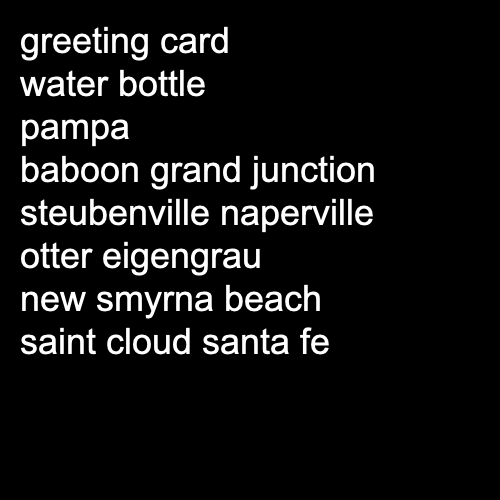 greeting card
water bottle
pampa
baboon grand junction
steubenville naperville
otter eigengrau
new smyrna beach
saint cloud santa fe